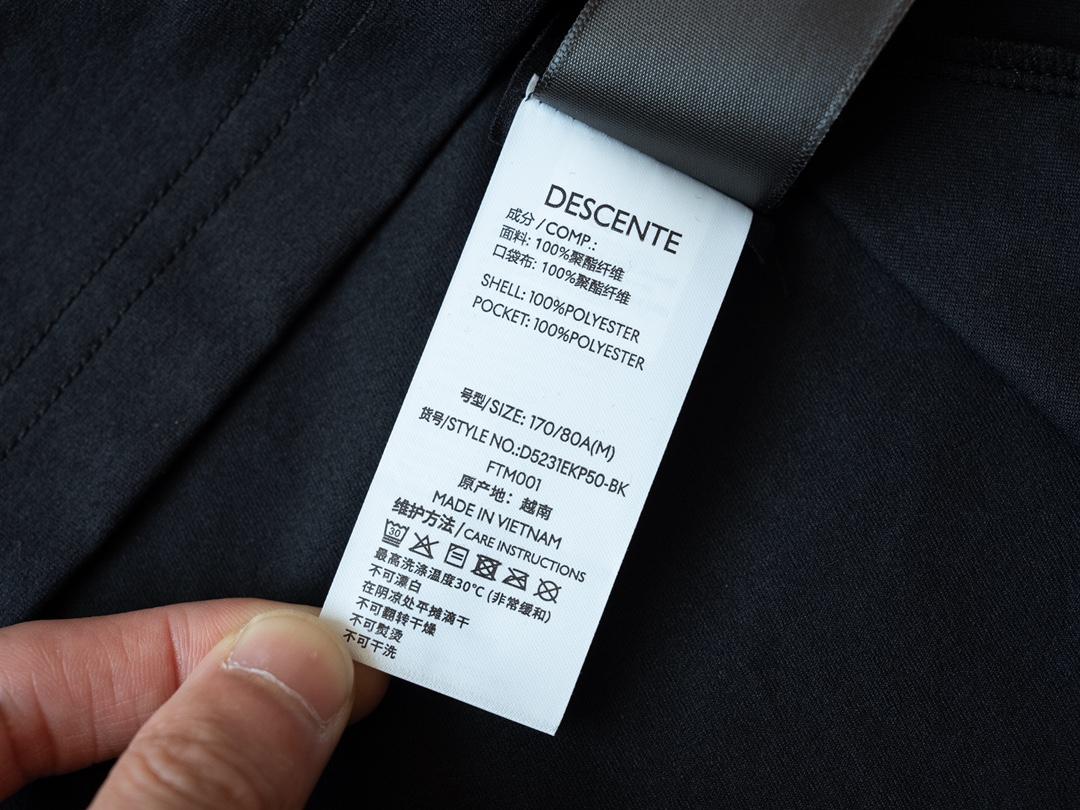 DESCENTE
成分/COMP.:
面料: 100%聚酯纤维
口袋布: 100%聚酯纤维
SHELL: 100%POLYESTER
POCKET: 100%POLYESTER
号型/SIZE: 170/80A(M)
货号/STYLE NO.:D5231EKP50-BK
FTM001
原产地: 越南
MADE IN VIETNAM
维护方法/CARE INSTRUCTIONS
30
最高洗涤温度30℃ (非常缓和)
不可漂白
在阴凉处平摊滴干
不可翻转干燥
不可熨烫
不可干洗